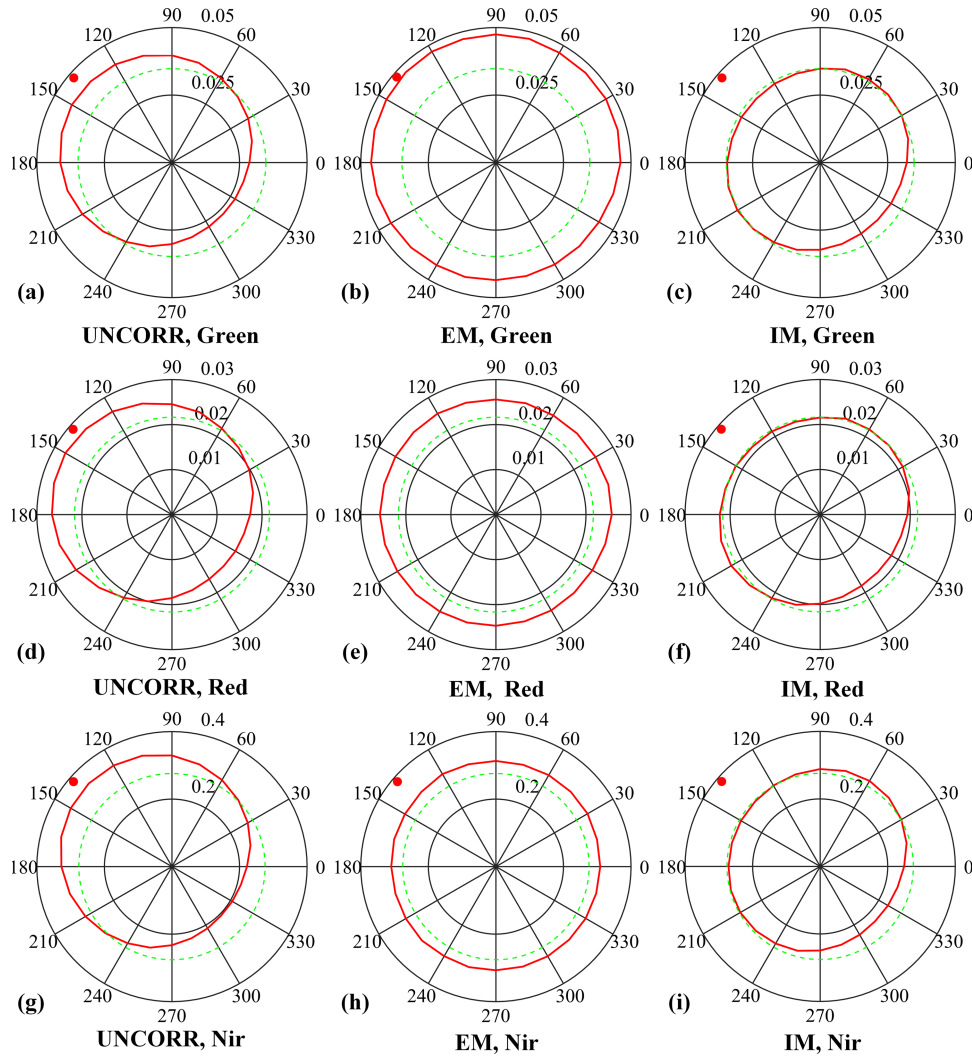 90 0.05
120 60
150 0.025 30
180 0
210 330
240 300
270
(a)
UNCORR, Green
90 0.05
120 60
150 0.025 30
180 0
210 330
240 300
270
(b)
EM, Green
90 0.05
120 60
150 0.025 30
180 0
210 330
240 300
270
(c)
IM, Green
90 0.03
120 60
0.02
150 0.01 30
180 0
210 330
240 300
270
(d)
UNCORR, Red
90 0.03
120 60
0.02
150 0.01 30
180 0
210 330
240 300
270
(e)
EM, Red
90 0.03
120 60
0.02
150 0.01 30
180 0
210 330
240 300
270
(f)
IM, Red
90 0.4
120 60
150 0.2 30
180 0
210 330
240 300
270
(g)
UNCORR, Nir
90 0.4
120 60
150 0.2 30
180 0
210 330
240 300
270
(h)
EM, Nir
90 0.4
120 60
150 0.2 30
180 0
210 330
240 300
270
(i)
IM, Nir